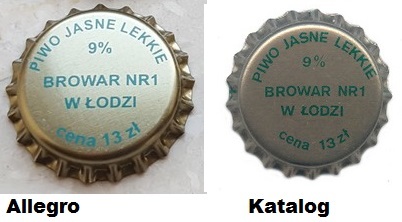 PIWO JASNE LEKKIE
9%
BROWAR NR1
W ŁODZI
cena 13 zł
PIWO JASNE LEKKIE
9%
BROWAR NR1
W ŁODZI
cena 13 zł
Allegro
Katalog